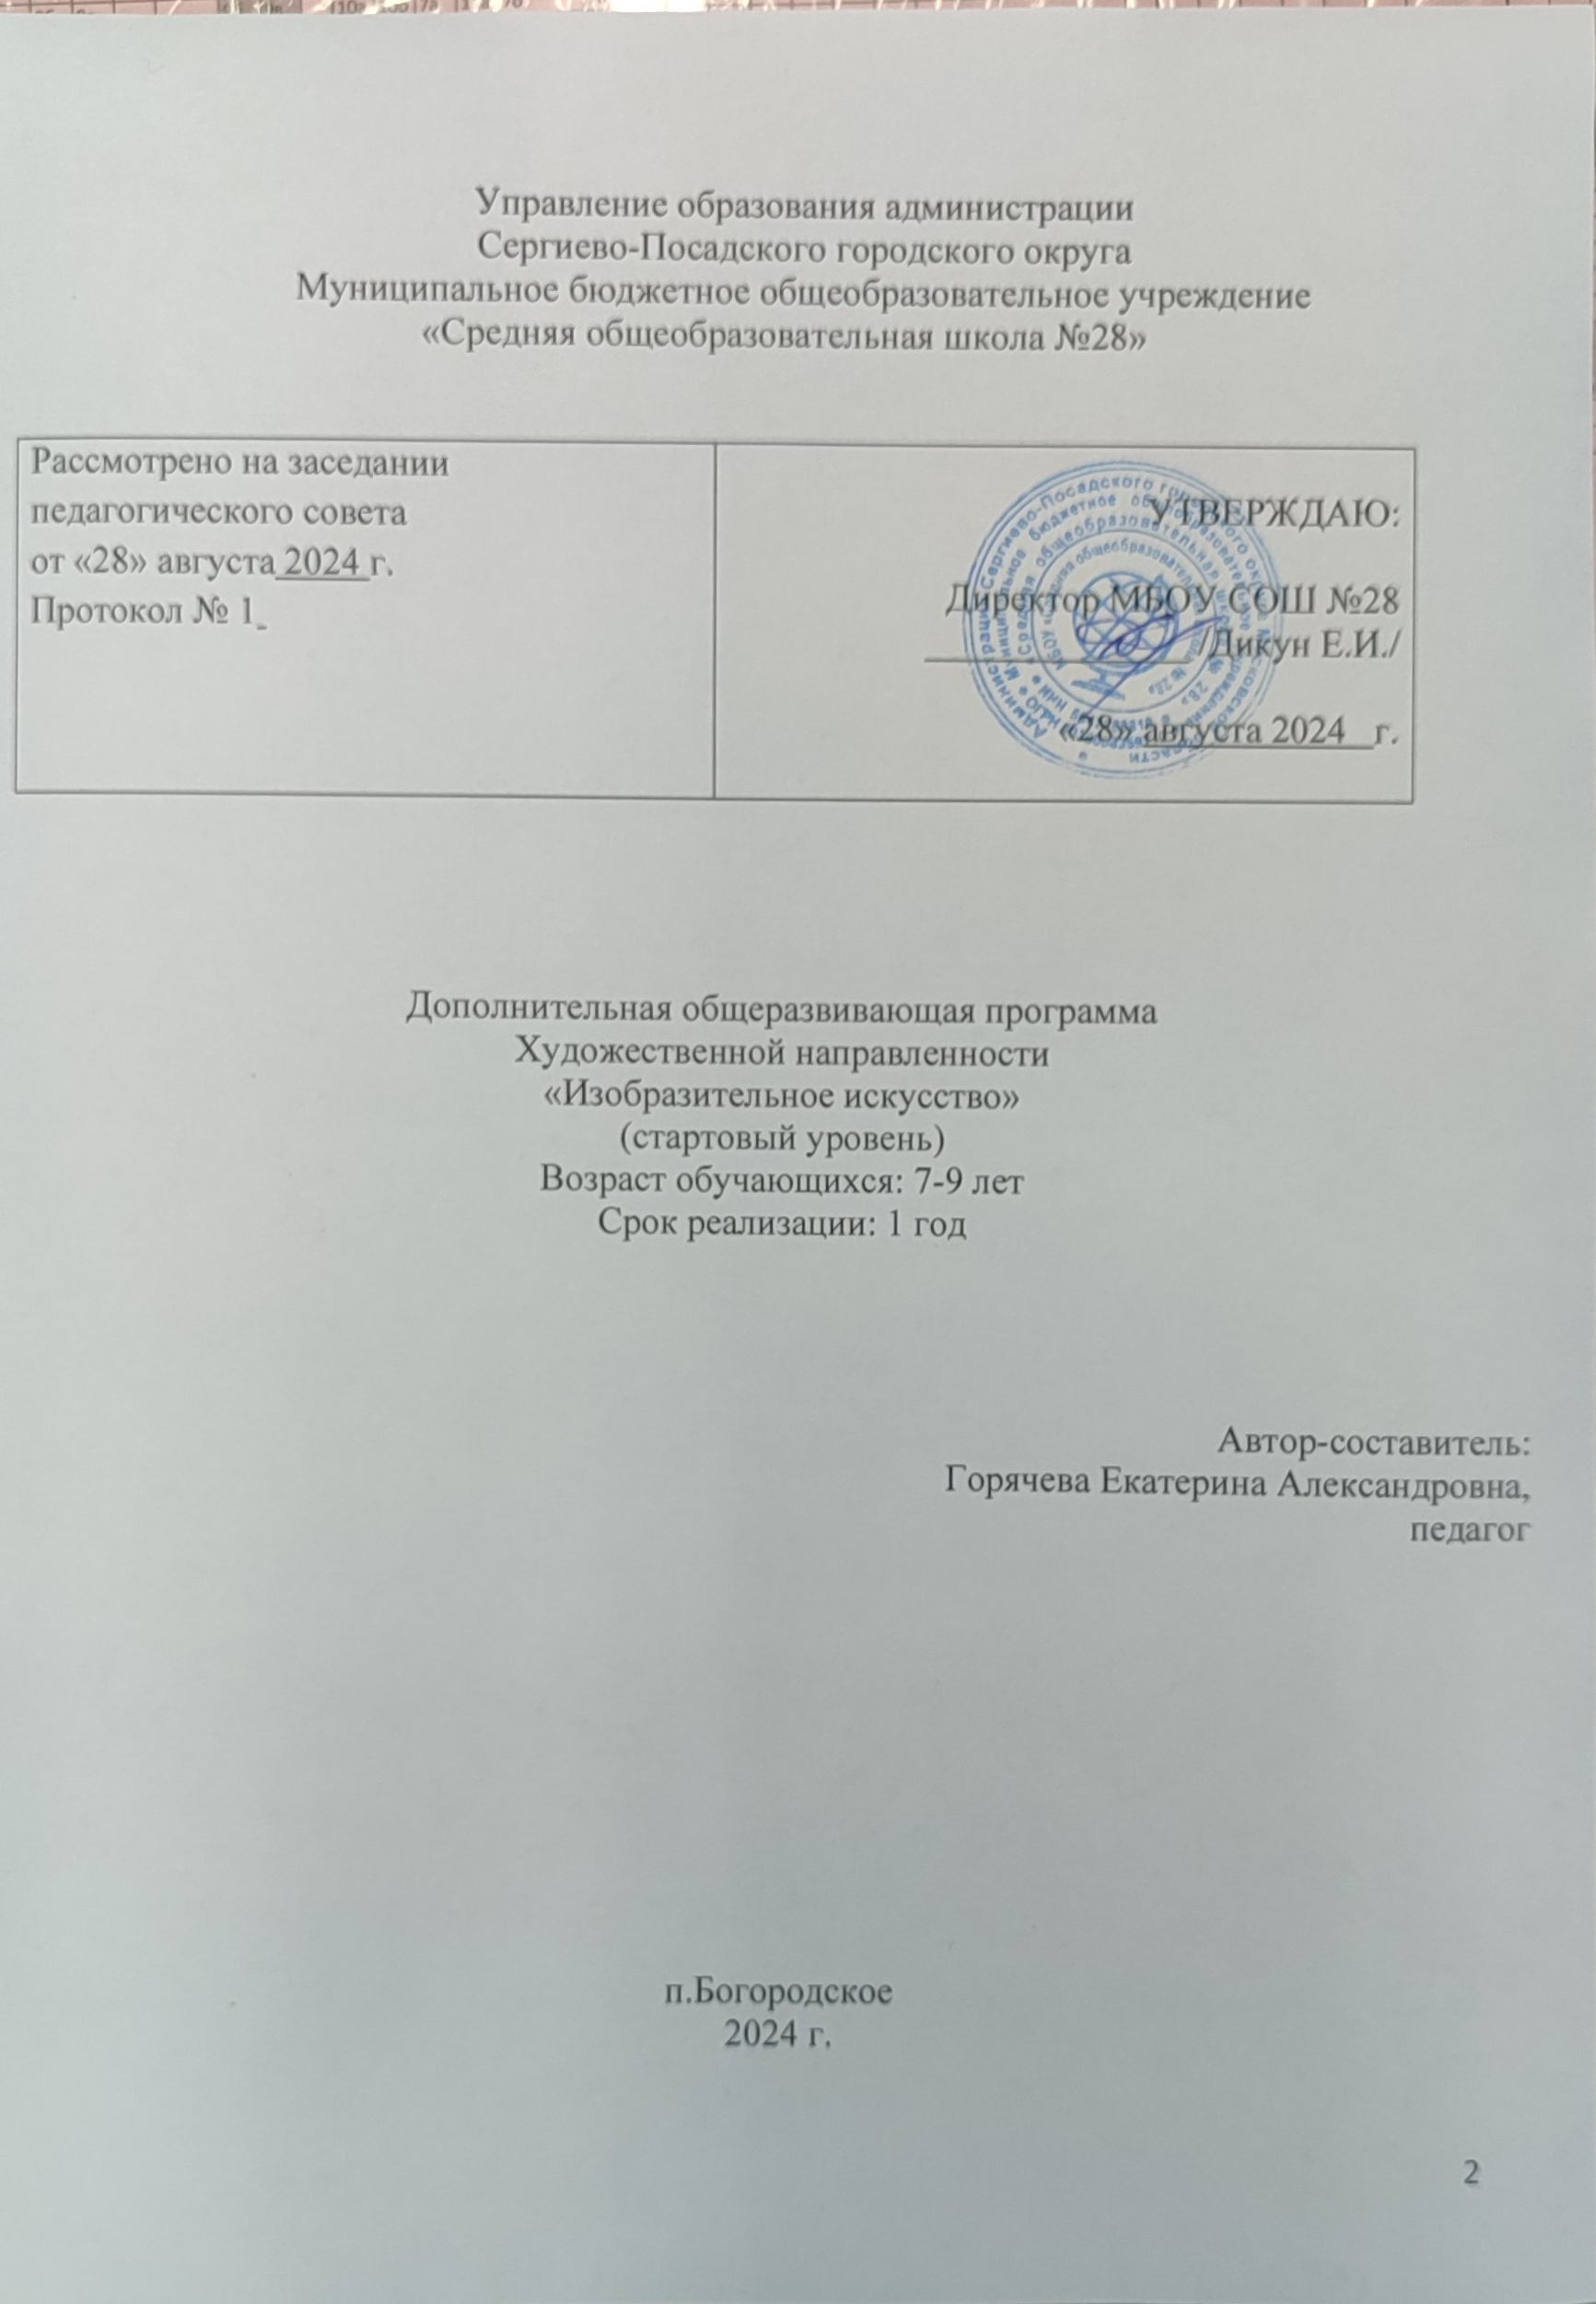 Управление образования администрации
Сергиево-Посадского городского округа
Муниципальное бюджетное общеобразовательное учреждение
«Средняя общеобразовательная школа №28»
Рассмотрено на заседании
педагогического совета
от «28» августа 2024 г.
Протокол № 1
УТВЕРЖДАЮ:
Директор МБОУ СОШ №28
/Дикун Е.И./
«28» августа 2024 г.
Дополнительная общеразвивающая программа
Художественной направленности
«Изобразительное искусство»
(стартовый уровень)
Возраст обучающихся: 7-9 лет
Срок реализации: 1 год
Автор-составитель:
Горячева Екатерина Александровна,
педагог
п.Богородское
2024 г.
2